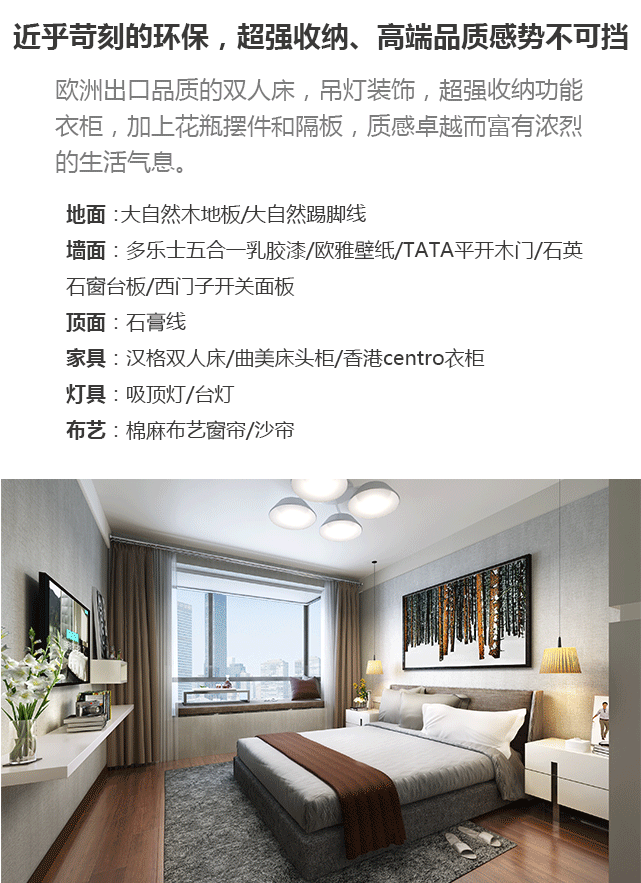 近乎苛刻的环保，超强收纳、高端品质感势不可挡
欧洲出口品质的双人床，吊灯装饰，超强收纳功能
衣柜，加上花瓶摆件和隔板，质感卓越而富有浓烈
的生活气息。
地面：大自然木地板/大自然踢脚线
墙面：多乐士五合一乳胶漆/欧雅壁纸/TATA平开木门/石英
石窗台板/西门子开关面板
顶面：石膏线
家具：汉格双人床/曲美床头柜/香港centro衣柜
灯具：吸顶灯/台灯
布艺：棉麻布艺窗帘/沙帘